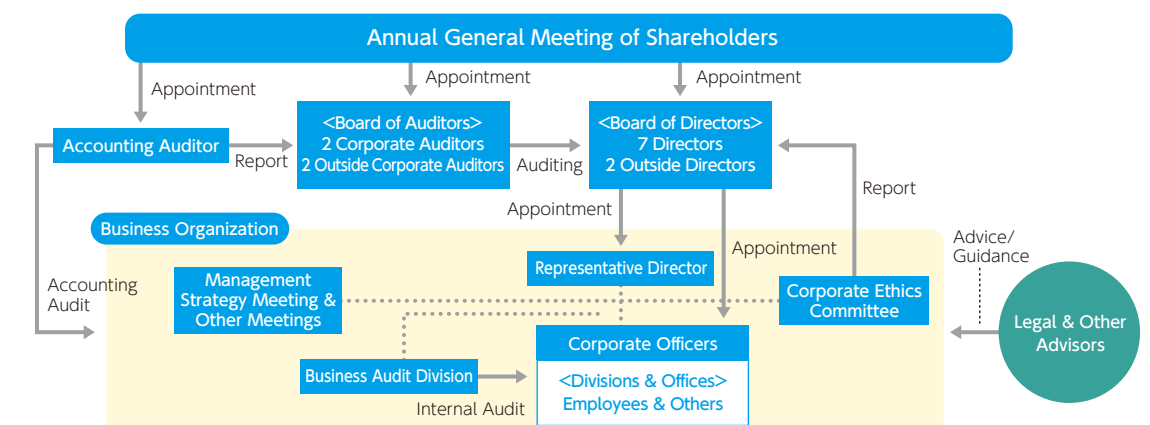 Annual General Meeting of Shareholders
Appointment
Appointment
Appointment
Accounting Auditor
Report
<Board of Auditors>
2 Corporate Auditors
2 Outside Corporate Auditors
Auditing
<Board of Directors>
7 Directors
2 Outside Directors
Report
Appointment
Business Organization
Appointment
Advice/
Guidance
Accounting
Audit
Management
Strategy Meeting &
Other Meetings
Representative Director
Corporate Ethics
Committee
Legal & Other
Advisors
Corporate Officers
Business Audit Division
Internal Audit
<Divisions & Offices>
Employees & Others